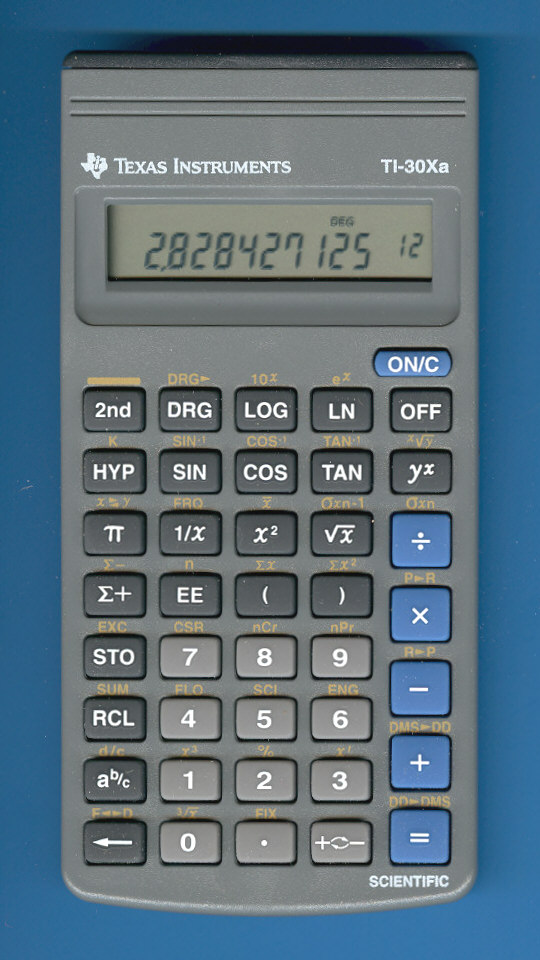 TEXAS INSTRUMENTS TI-30Xa
DEG
2.828427125 12
ON/C
DRG► 10ˣ eˣ
2nd DRG LOG LN OFF
K SIN⁻¹ COS⁻¹ TAN⁻¹ ˣ√y
HYP SIN COS TAN yˣ
x⇆y FRQ x̅ σxn-1 σxn
π 1/x x² √x ÷
Σ− n Σx Σx² P►R
Σ+ EE ( ) ×
EXC CSR nCr nPr R►P
STO 7 8 9 −
SUM FLO SCI ENG DMS►DD
RCL 4 5 6 +
d/c x³ % x! DD►DMS
aᵇ/c 1 2 3 =
F◄►D ³√x FIX
← 0 . +⇄−
SCIENTIFIC